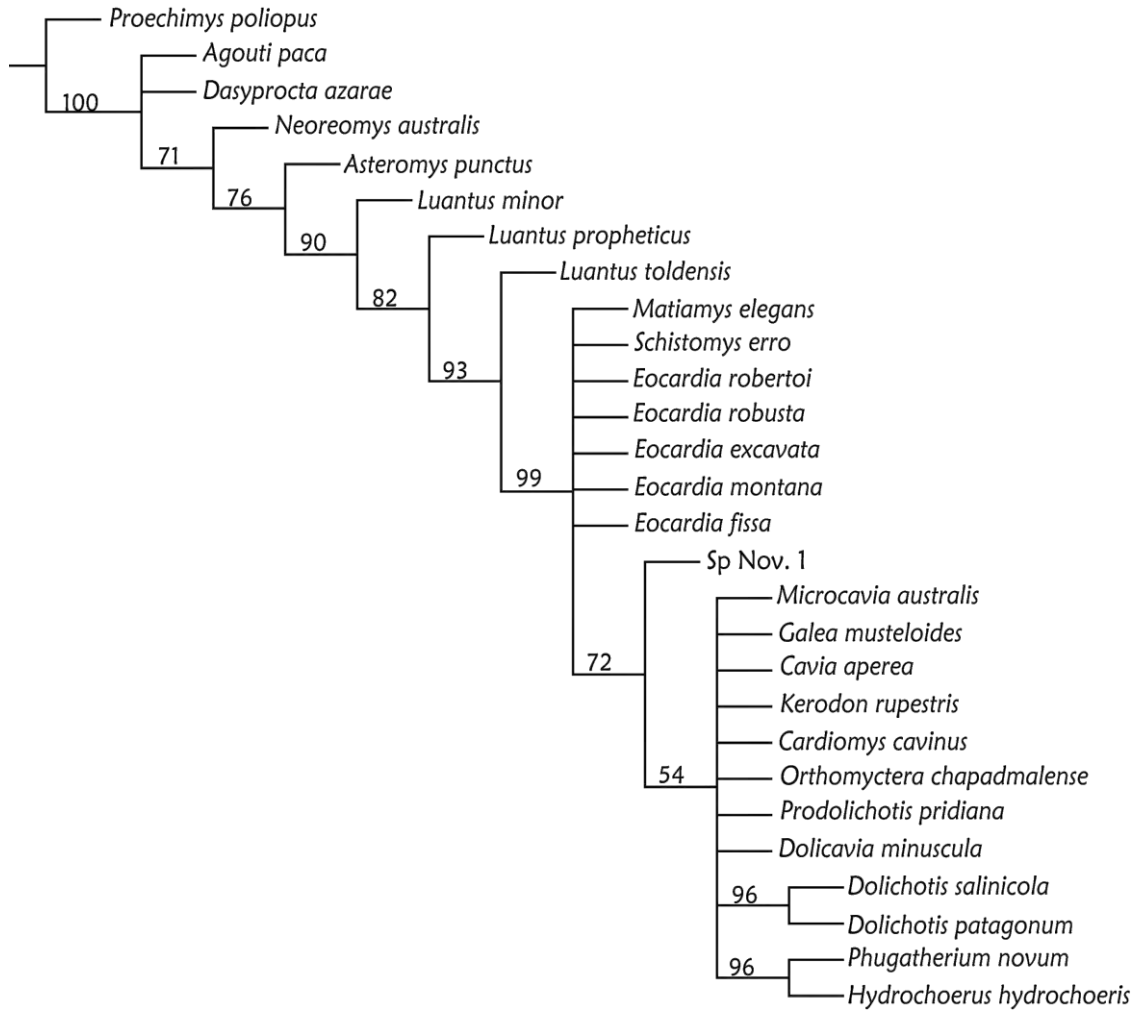 Proechimys poliopus
Agouti paca
100
Dasyprocta azarae
Neoreomys australis
71
Asteromys punctus
76
Luantus minor
90
Luantus propheticus
82
Luantus toldensis
Matiamys elegans
Schistomys erro
93
Eocardia robertoi
Eocardia robusta
Eocardia excavata
99
Eocardia montana
Eocardia fissa
Sp Nov. 1
Microcavia australis
Galea musteloides
72
Cavia aperea
Kerodon rupestris
Cardiomys cavinus
54
Orthomyctera chapadmalense
Prodolichotis pridiana
Dolicavia minuscula
Dolichotis salinicola
96
Dolichotis patagonum
Phugatherium novum
96
Hydrochoerus hydrochoeris